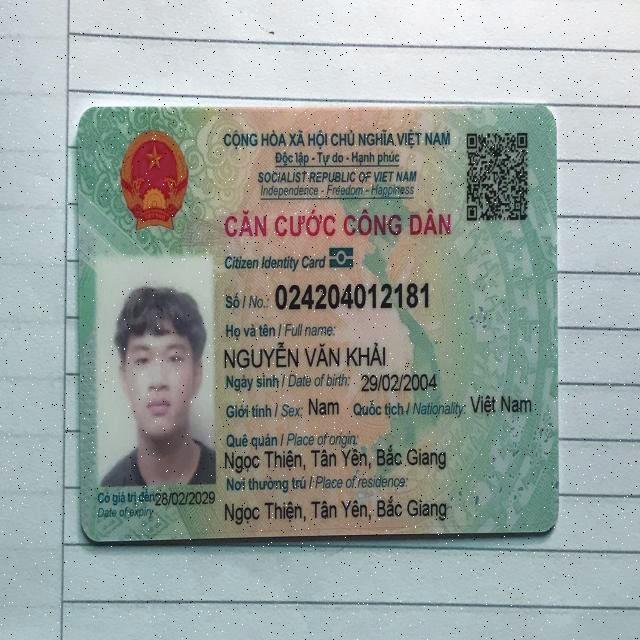 CỘNG HÒA XÃ HỘI CHỦ NGHĨA VIỆT NAM
Độc lập - Tự do - Hạnh phúc
SOCIALIST REPUBLIC OF VIET NAM
Independence - Freedom - Happiness
CĂN CƯỚC CÔNG DÂN
Citizen Identity Card
Số / No.: 024204012181
Họ và tên / Full name:
NGUYỄN VĂN KHẢI
Ngày sinh / Date of birth: 29/02/2004
Giới tính / Sex: Nam Quốc tịch / Nationality: Việt Nam
Quê quán / Place of origin:
Ngọc Thiện, Tân Yên, Bắc Giang
Nơi thường trú / Place of residence:
Ngọc Thiện, Tân Yên, Bắc Giang
Có giá trị đến: 28/02/2029
Date of expiry